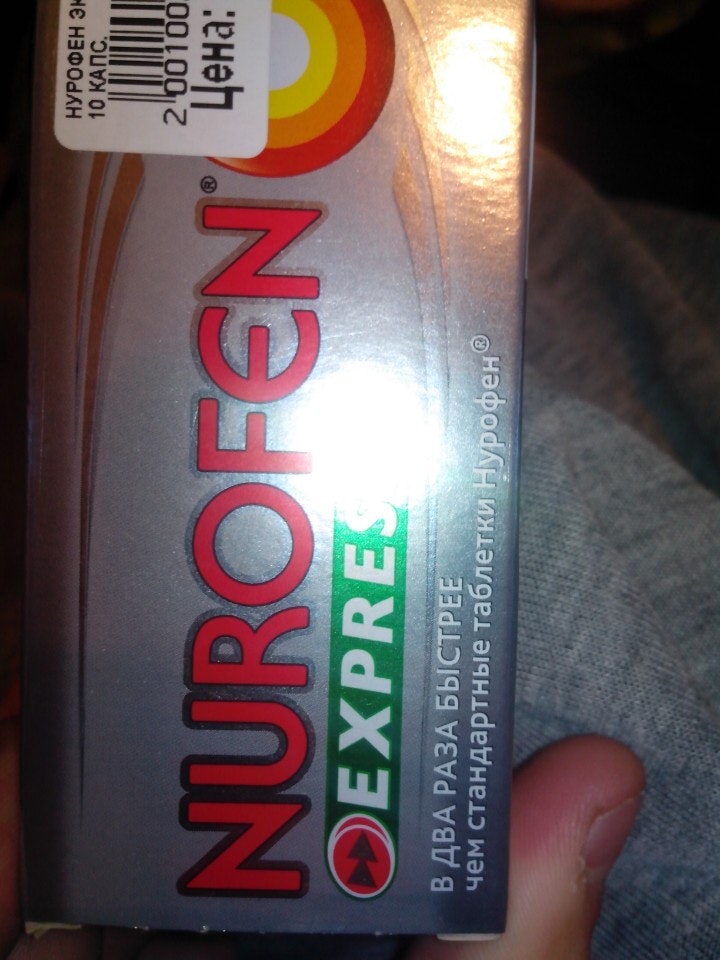 НУРОФЕН ЭК
10 КАПС.
2 00100
Цена:
NUROFEN®
EXPRES
В ДВА РАЗА БЫСТРЕЕ
чем стандартные таблетки Нурофен®